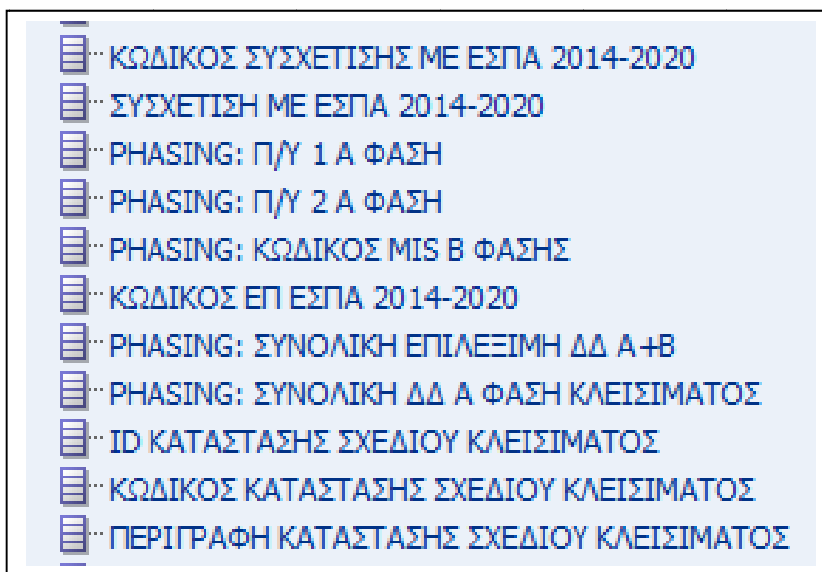 ΚΩΔΙΚΟΣ ΣΥΣΧΕΤΙΣΗΣ ΜΕ ΕΣΠΑ 2014-2020
ΣΥΣΧΕΤΙΣΗ ΜΕ ΕΣΠΑ 2014-2020
PHASING: Π/Υ 1 Α ΦΑΣΗ
PHASING: Π/Υ 2 Α ΦΑΣΗ
PHASING: ΚΩΔΙΚΟΣ MIS Β ΦΑΣΗΣ
ΚΩΔΙΚΟΣ ΕΠ ΕΣΠΑ 2014-2020
PHASING: ΣΥΝΟΛΙΚΗ ΕΠΙΛΕΞΙΜΗ ΔΔ Α+Β
PHASING: ΣΥΝΟΛΙΚΗ ΔΔ Α ΦΑΣΗ ΚΛΕΙΣΙΜΑΤΟΣ
ID ΚΑΤΑΣΤΑΣΗΣ ΣΧΕΔΙΟΥ ΚΛΕΙΣΙΜΑΤΟΣ
ΚΩΔΙΚΟΣ ΚΑΤΑΣΤΑΣΗΣ ΣΧΕΔΙΟΥ ΚΛΕΙΣΙΜΑΤΟΣ
ΠΕΡΙΓΡΑΦΗ ΚΑΤΑΣΤΑΣΗΣ ΣΧΕΔΙΟΥ ΚΛΕΙΣΙΜΑΤΟΣ